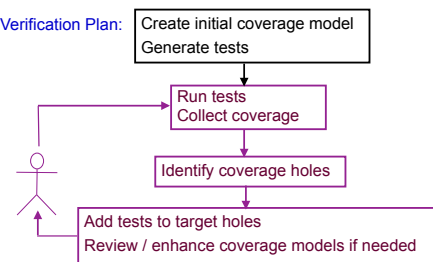 Verification Plan:
Create initial coverage model
Generate tests
Run tests
Collect coverage
Identify coverage holes
Add tests to target holes
Review / enhance coverage models if needed